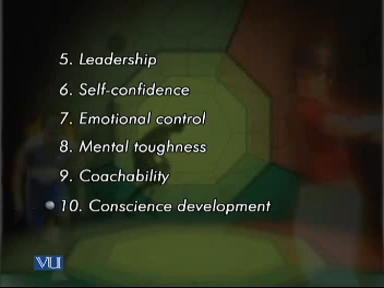 5. Leadership
6. Self-confidence
7. Emotional control
8. Mental toughness
9. Coachability
10. Conscience development
VU